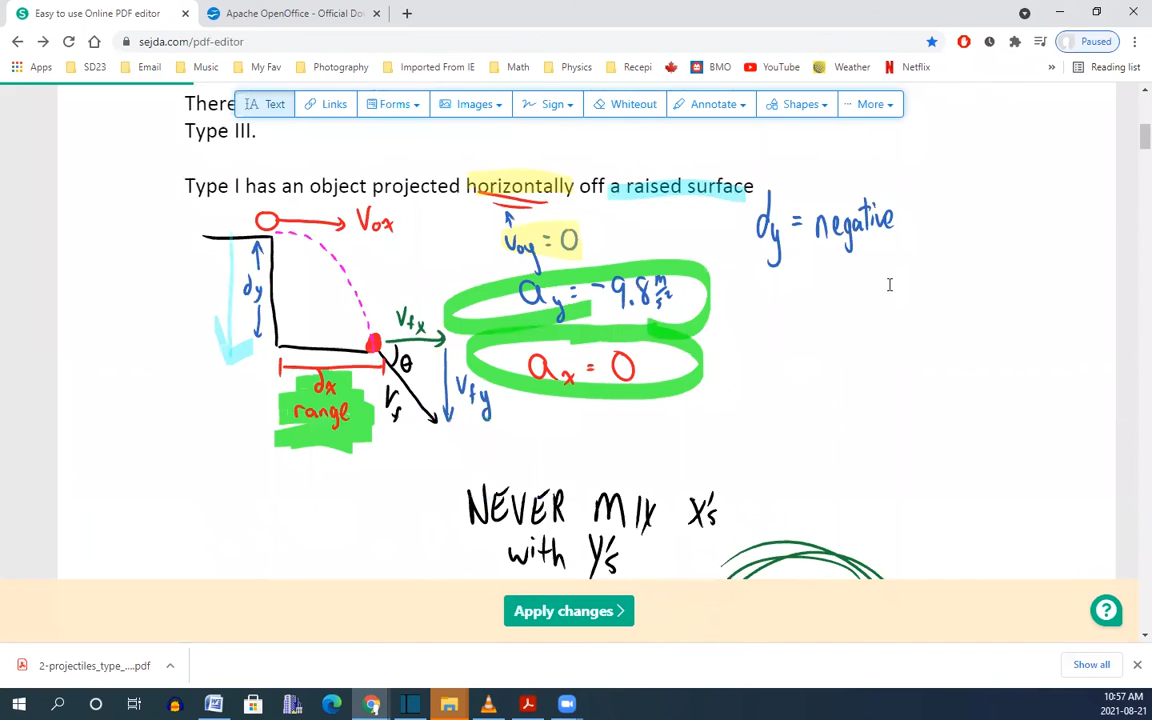 Easy to use Online PDF editor
Apache OpenOffice - Official Do
sejda.com/pdf-editor
Paused
Apps
SD23
Email
Music
My Fav
Photography
Imported From IE
Math
Physics
Recepi
BMO
YouTube
Weather
Netflix
»
Reading list
There
Text
Links
Forms
Images
Sign
Whiteout
Annotate
Shapes
More
Type III.
Type I has an object projected horizontally off a raised surface
Vox
dy = negative
voy = 0
dy
ay = -9.8 m/s²
Vfx
θ
ax = 0
dx
range
Vf
Vfy
NEVER MIX X's
with Y's
Apply changes
2-projectiles_type_....pdf
Show all
10:57 AM
2021-08-21